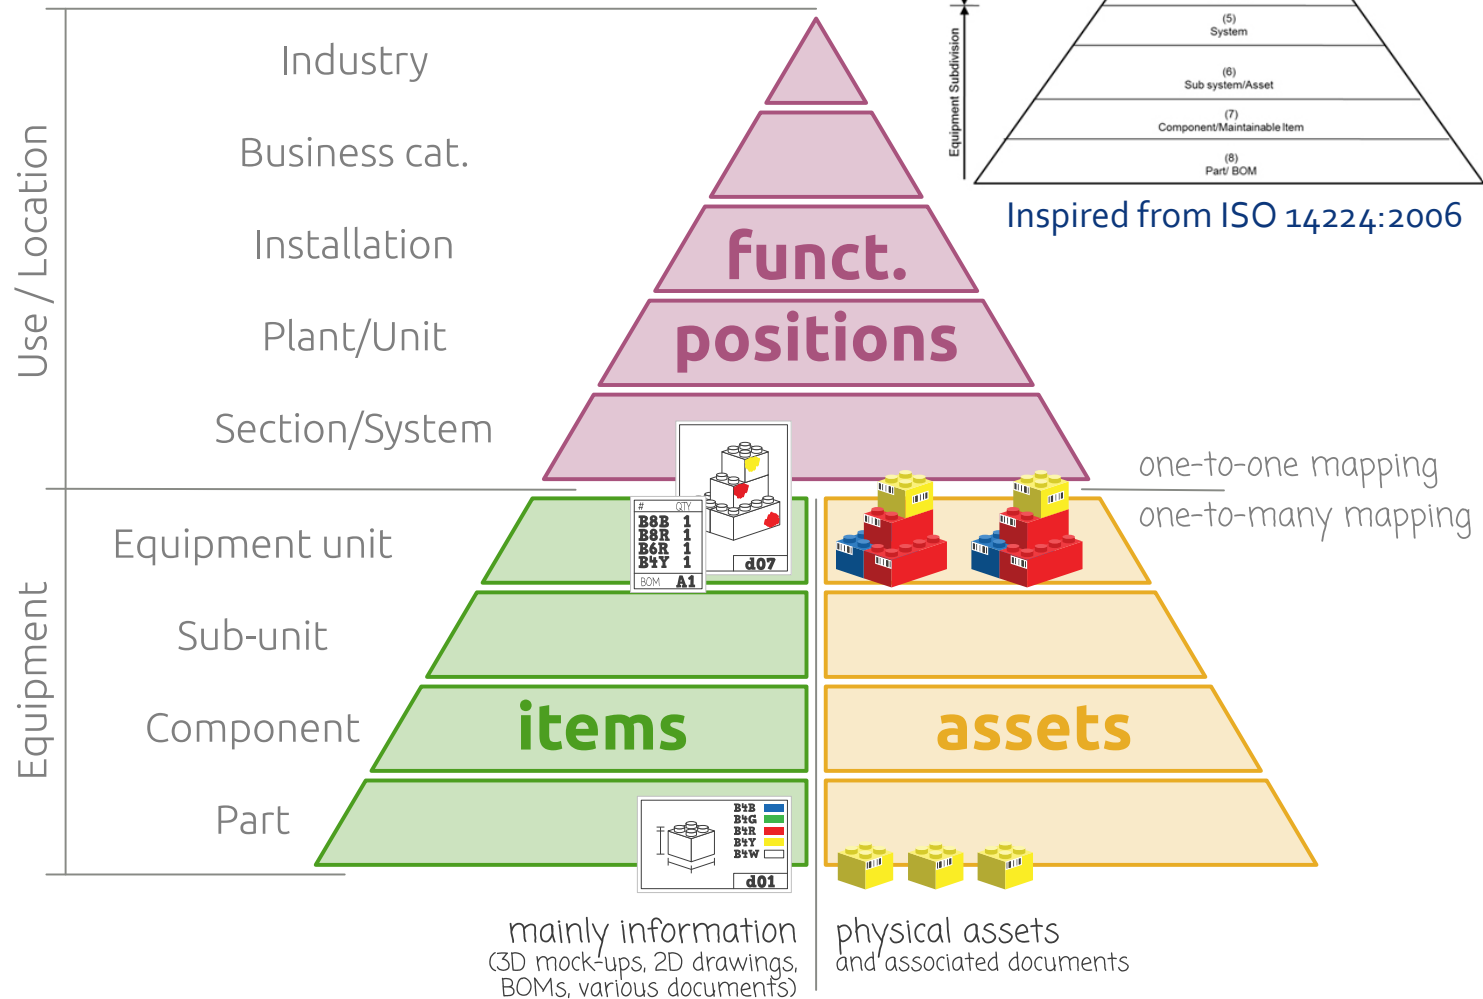 Use / Location
Industry
Business cat.
Installation
Plant/Unit
Section/System
Equipment
Equipment unit
Sub-unit
Component
Part
funct.
positions
items
assets
Equipment Subdivision
(5)
System
(6)
Sub system/Asset
(7)
Component/Maintainable Item
(8)
Part/ BOM
Inspired from ISO 14224:2006
one-to-one mapping
one-to-many mapping
# QTY
B8B 1
B8R 1
B6R 1
B4Y 1
BOM A1
d07
B4B
B4G
B4R
B4Y
B4W
d01
mainly information
(3D mock-ups, 2D drawings,
BOMs, various documents)
physical assets
and associated documents